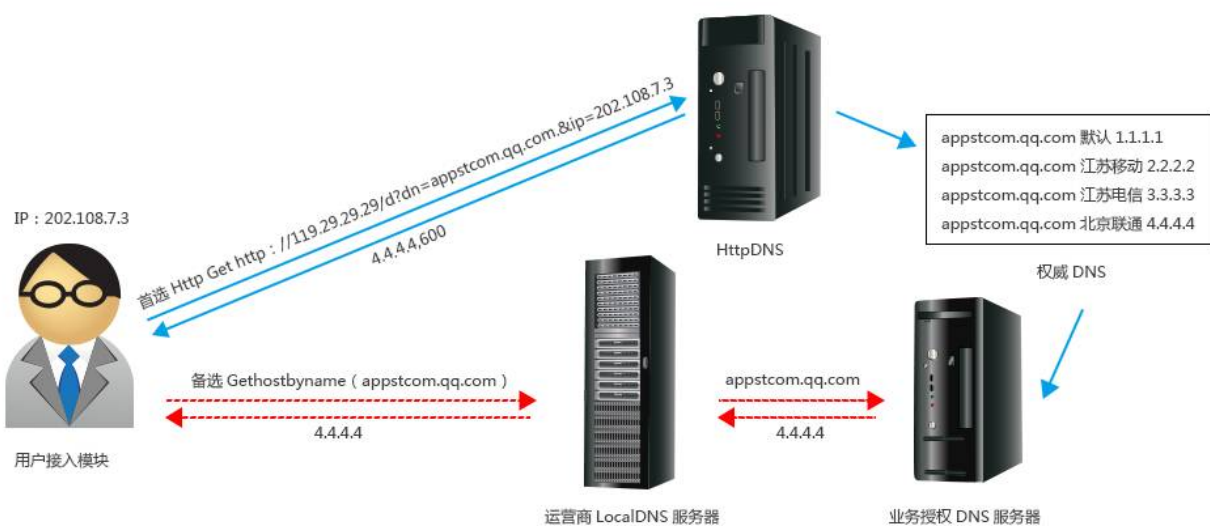 首选 Http Get http：//119.29.29.29/d?dn=appstcom.qq.com.&ip=202.108.7.3
4.4.4.4,600
HttpDNS
appstcom.qq.com 默认 1.1.1.1
appstcom.qq.com 江苏移动 2.2.2.2
appstcom.qq.com 江苏电信 3.3.3.3
appstcom.qq.com 北京联通 4.4.4.4
权威 DNS
IP：202.108.7.3
用户接入模块
备选 Gethostbyname（appstcom.qq.com）
4.4.4.4
运营商 LocalDNS 服务器
appstcom.qq.com
4.4.4.4
业务授权 DNS 服务器